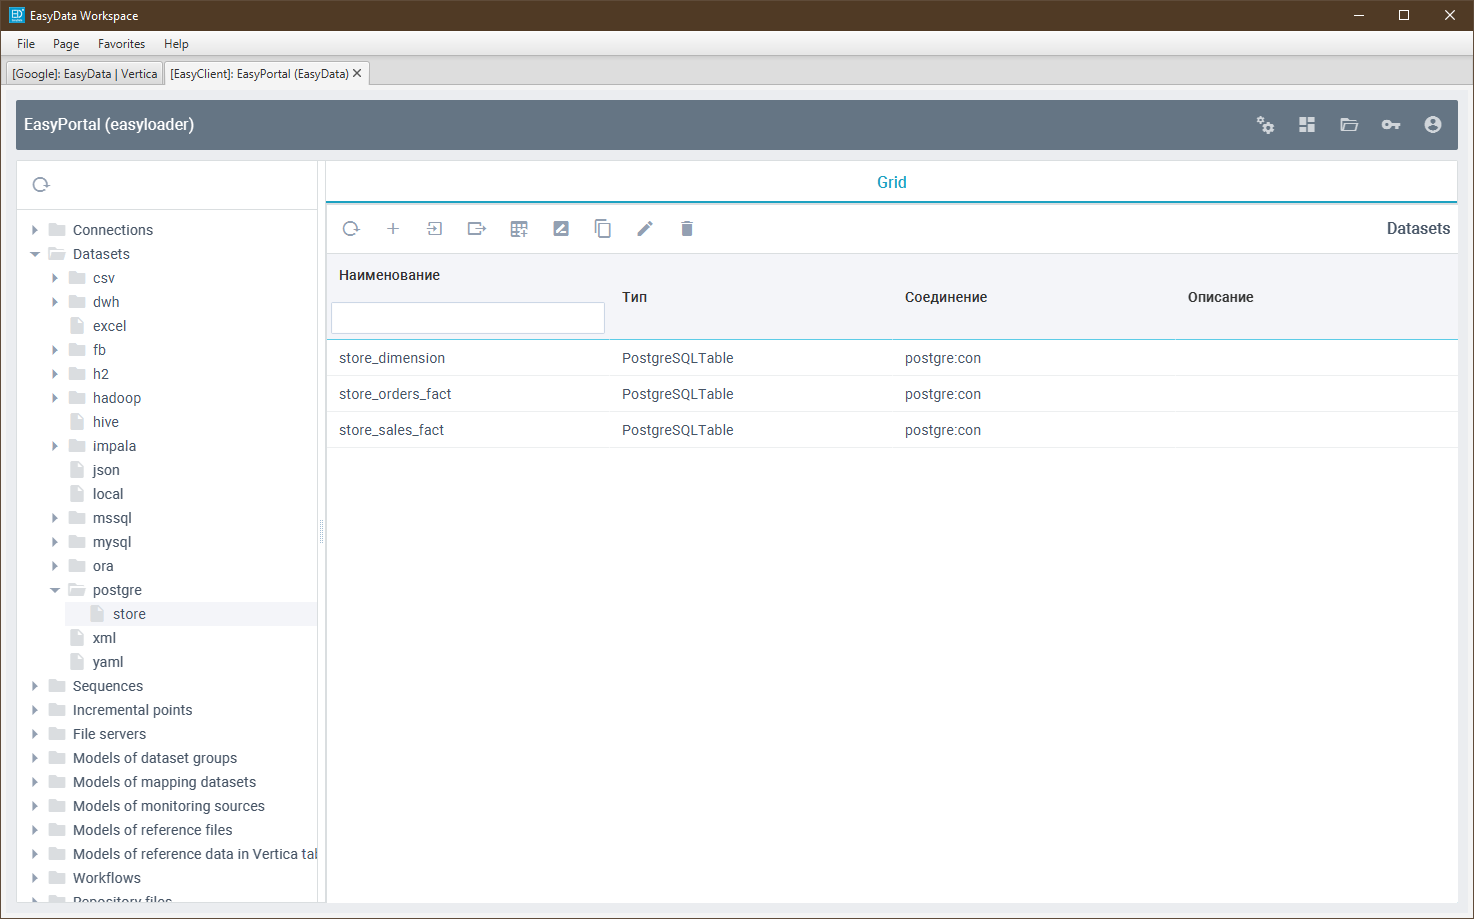 EasyData Workspace
File Page Favorites Help
[Google]: EasyData | Vertica [EasyClient]: EasyPortal (EasyData)
EasyPortal (easyloader)
Connections
Datasets
csv
dwh
excel
fb
h2
hadoop
hive
impala
json
local
mssql
mysql
ora
postgre
store
xml
yaml
Sequences
Incremental points
File servers
Models of dataset groups
Models of mapping datasets
Models of monitoring sources
Models of reference files
Models of reference data in Vertica tab
Workflows
Repository files
Grid
Datasets
Наименование Тип Соединение Описание
store_dimension PostgreSQLTable postgre:con
store_orders_fact PostgreSQLTable postgre:con
store_sales_fact PostgreSQLTable postgre:con